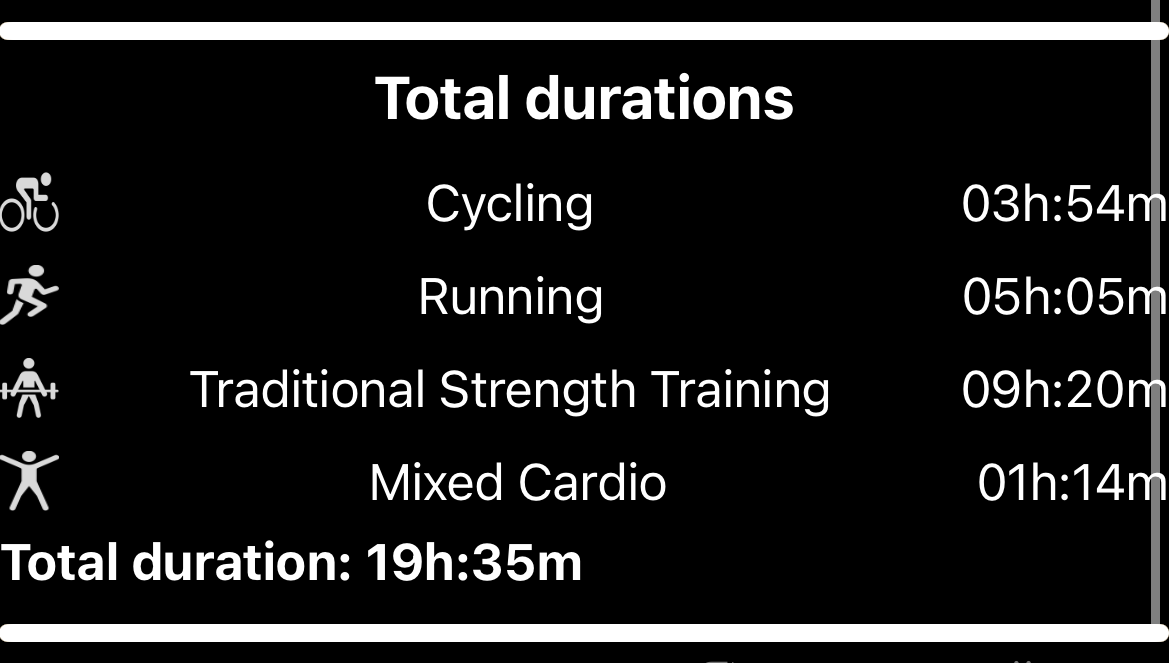 Total durations
Cycling 03h:54m
Running 05h:05m
Traditional Strength Training 09h:20m
Mixed Cardio 01h:14m
Total duration: 19h:35m